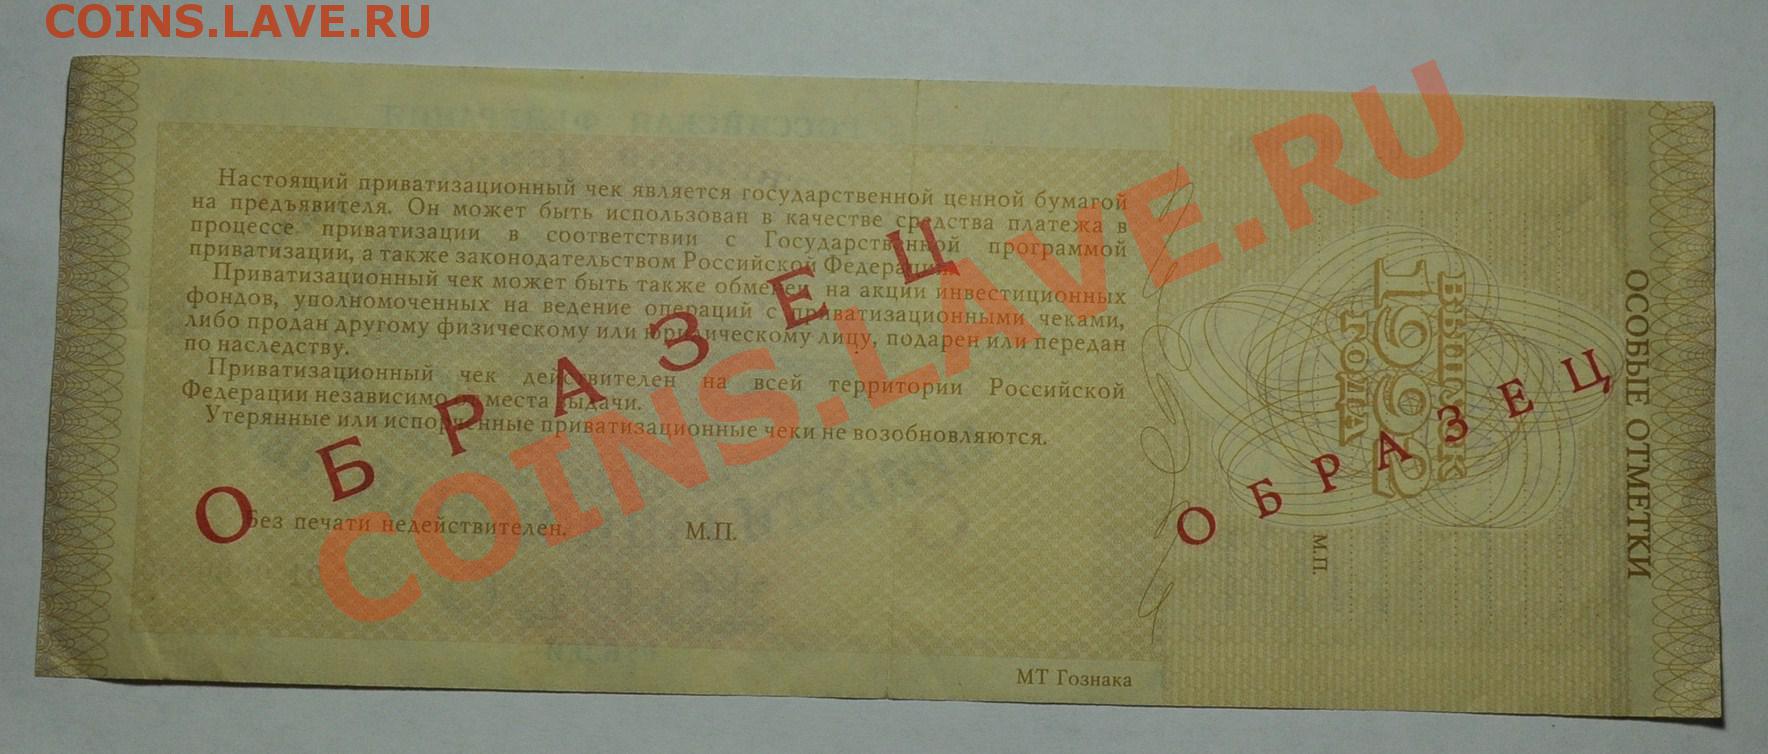 COINS.LAVE.RU
Настоящий приватизационный чек является государственной ценной бумагой
на предъявителя. Он может быть использован в качестве средства платежа в
процессе приватизации в соответствии с Государственной программой
приватизации, а также законодательством Российской Федерации.
Приватизационный чек может быть также обменен на акции инвестиционных
фондов, уполномоченных на ведение операций с приватизационными чеками,
либо продан другому физическому или юридическому лицу, подарен или передан
по наследству.
Приватизационный чек действителен на всей территории Российской
Федерации независимо от места выдачи.
Утерянные или испорченные приватизационные чеки не возобновляются.
Без печати недействителен. М.П.
МТ Гознака
ОБРАЗЕЦ
COINS.LAVE.RU
ОСОБЫЕ ОТМЕТКИ
ВЫПУСК
1992
ГОДА
М.П.
ОБРАЗЕЦ